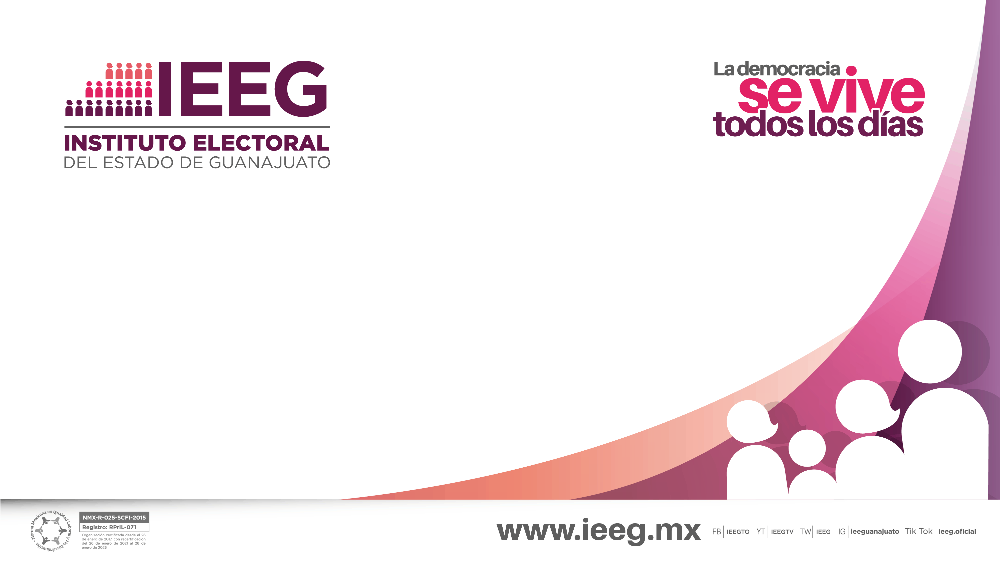 IEEG
INSTITUTO ELECTORAL
DEL ESTADO DE GUANAJUATO
La democracia
se vive
todos los días
Norma Mexicana en Igualdad Laboral y No Discriminación •
NMX-R-025-SCFI-2015
Registro: RPrIL-071
Organización certificada desde el 26
de enero de 2017, con recertificación
del 26 de enero de 2021 al 26 de
enero de 2025
www.ieeg.mx
FB | IEEGTO YT | IEEGTV TW | IEEG IG | ieeguanajuato Tik Tok | ieeg.oficial